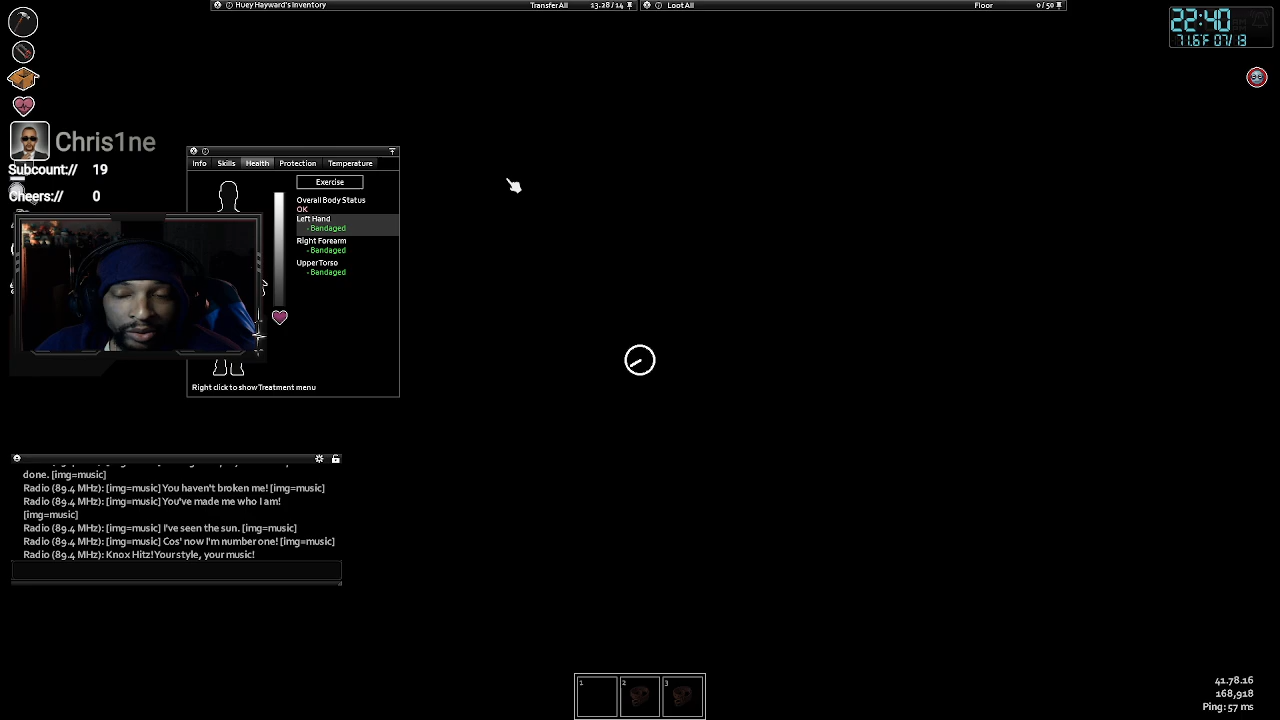 Huey Hayward's Inventory Transfer All 13.28 / 14
Loot All Floor 0 / 50
22:40
71.6°F 07/13
Chris1ne
Subcount:// 19
Cheers:// 0
Info Skills Health Protection Temperature
Exercise
Overall Body Status
OK
Left Hand
- Bandaged
Right Forearm
- Bandaged
Upper Torso
- Bandaged
Right click to show Treatment menu
done. [img=music]
Radio (89.4 MHz): [img=music] You haven't broken me! [img=music]
Radio (89.4 MHz): [img=music] You've made me who I am!
[img=music]
Radio (89.4 MHz): [img=music] I've seen the sun. [img=music]
Radio (89.4 MHz): [img=music] Cos' now I'm number one! [img=music]
Radio (89.4 MHz): Knox Hitz! Your style, your music!
1 2 3
41.78.16
168,918
Ping: 57 ms